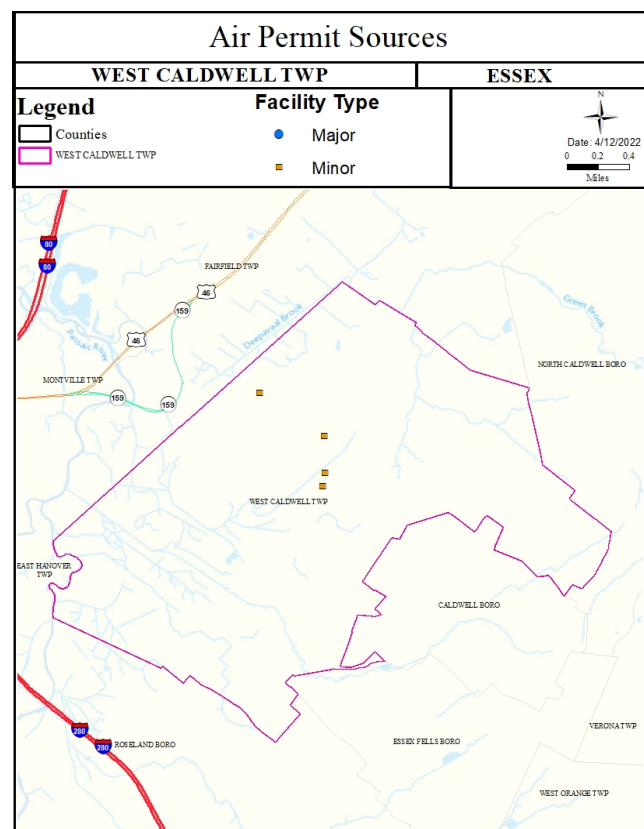 Air Permit Sources
WEST CALDWELL TWP
ESSEX
Legend
Counties
WEST CALDWELL TWP
Facility Type
Major
Minor
N
Date: 4/12/2022
0 0.2 0.4
Miles
80
80
FAIRFIELD TWP
46
159
46
Passaic River
Deepavaal Brook
Green Brook
NORTH CALDWELL BORO
MONTVILLE TWP
159
159
WEST CALDWELL TWP
EAST HANOVER
TWP
CALDWELL BORO
280
280
ROSELAND BORO
ESSEX FELLS BORO
VERONA TWP
WEST ORANGE TWP